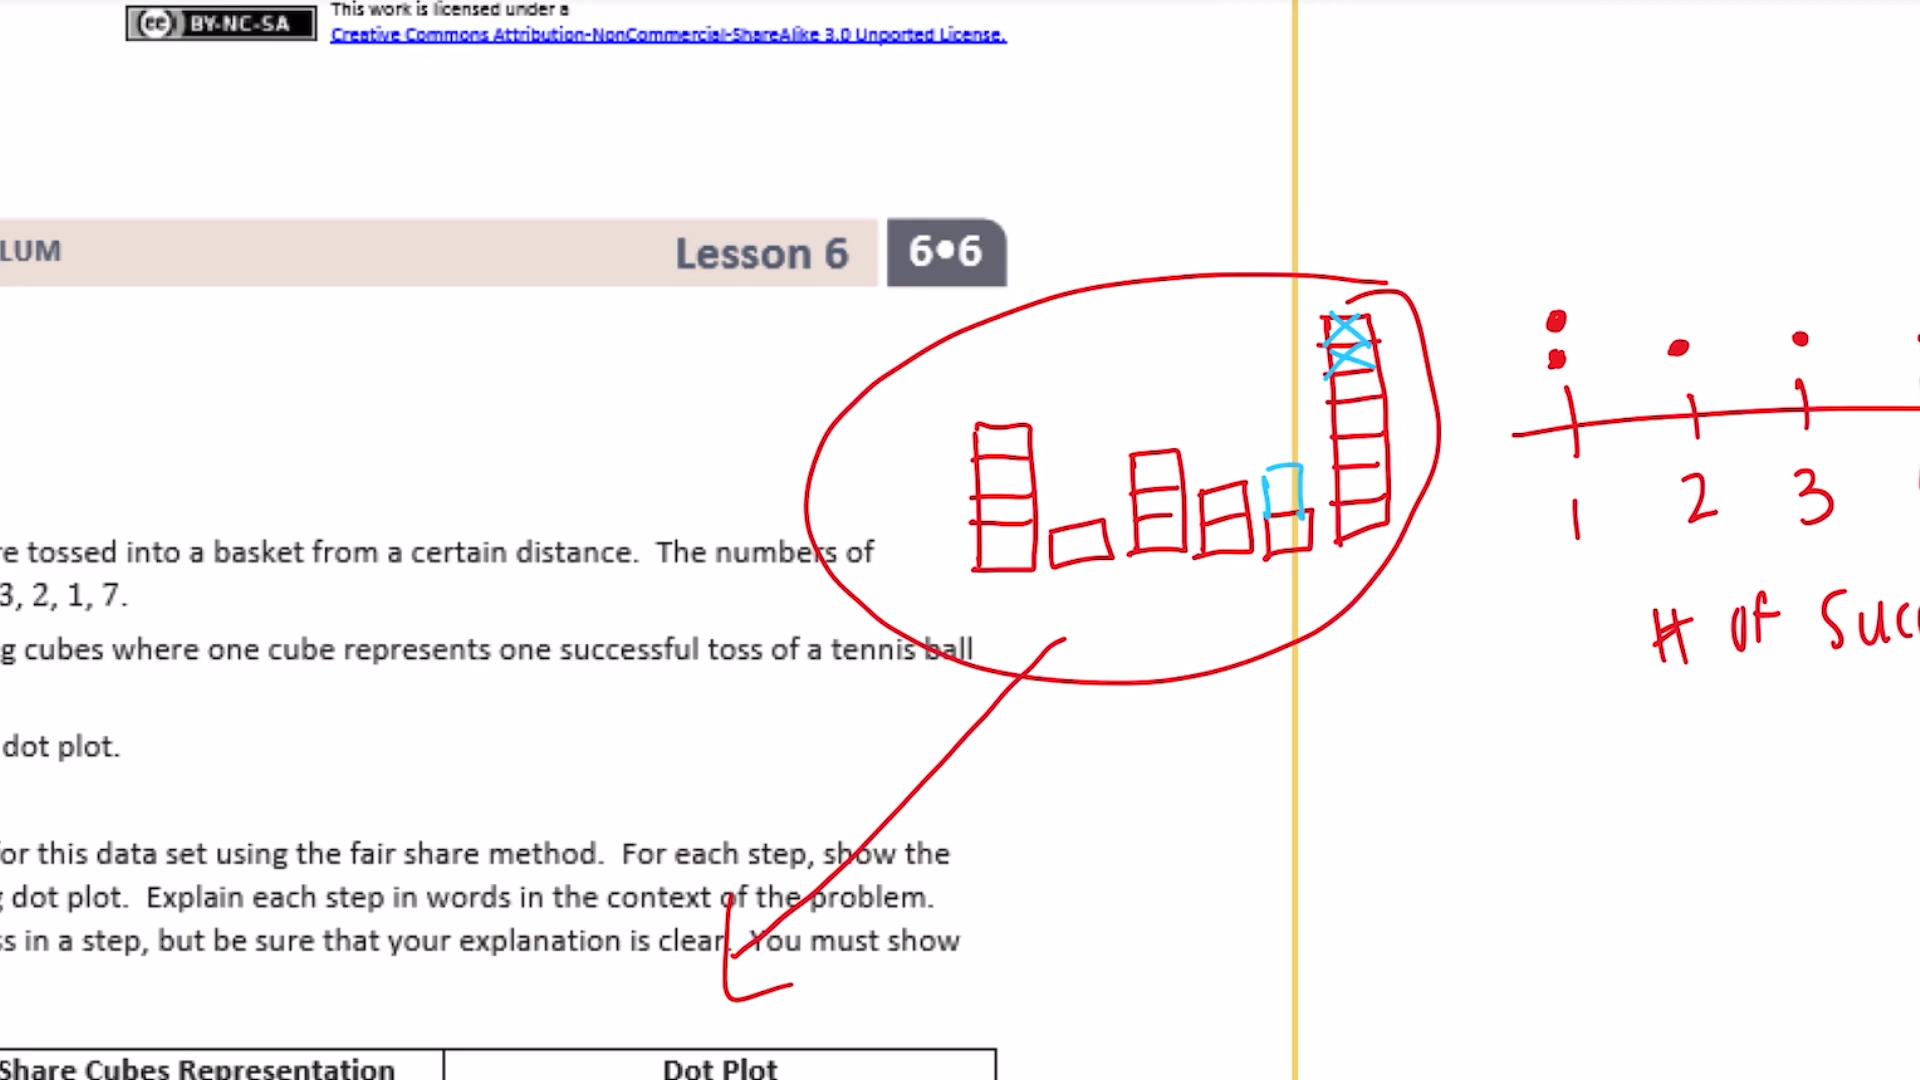 cc BY-NC-SA
This work is licensed under a
Creative Commons Attribution-NonCommercial-ShareAlike 3.0 Unported License.
LUM
Lesson 6
6•6
re tossed into a basket from a certain distance. The numbers of
3, 2, 1, 7.
g cubes where one cube represents one successful toss of a tennis ball
dot plot.
for this data set using the fair share method. For each step, show the
g dot plot. Explain each step in words in the context of the problem.
ss in a step, but be sure that your explanation is clear. You must show
Share Cubes Representation
Dot Plot
1 2 3
# of Succ